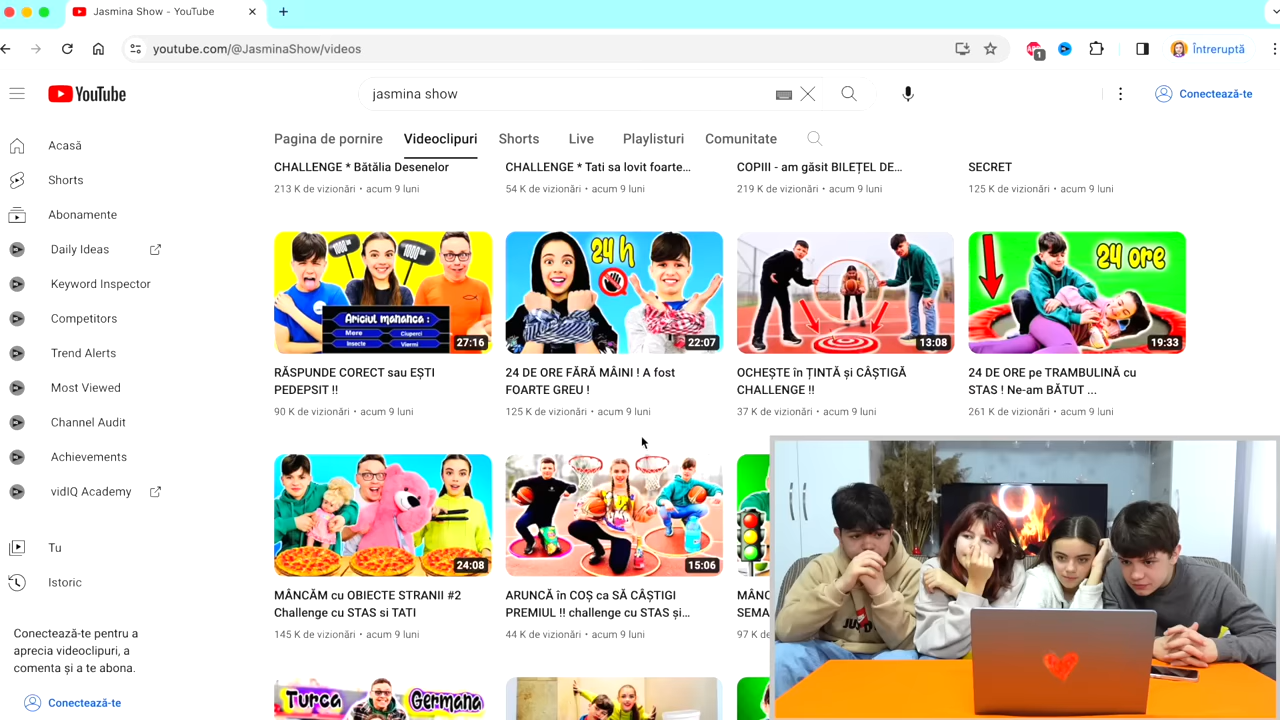 Jasmina Show - YouTube
youtube.com/@JasminaShow/videos
1
Întreruptă
YouTube
jasmina show
Conectează-te
Pagina de pornire
Videoclipuri
Shorts
Live
Playlisturi
Comunitate
Acasă
Shorts
Abonamente
Daily Ideas
Keyword Inspector
Competitors
Trend Alerts
Most Viewed
Channel Audit
Achievements
vidIQ Academy
Tu
Istoric
Conectează-te pentru a
aprecia videoclipuri, a
comenta și a te abona.
Conectează-te
CHALLENGE * Bătălia Desenelor
213 K de vizionări • acum 9 luni
CHALLENGE * Tati sa lovit foarte...
54 K de vizionări • acum 9 luni
COPIII - am găsit BILEȚEL DE...
219 K de vizionări • acum 9 luni
SECRET
125 K de vizionări • acum 9 luni
1000 LEI
Ariciul mananca :
Mere
Ciuperci
Insecte
Viermi
27:16
RĂSPUNDE CORECT sau EȘTI
PEDEPSIT !!
90 K de vizionări • acum 9 luni
24 h
22:07
24 DE ORE FĂRĂ MÂINI ! A fost
FOARTE GREU !
125 K de vizionări • acum 9 luni
13:08
OCHEȘTE în ȚINTĂ și CÂȘTIGĂ
CHALLENGE !!
37 K de vizionări • acum 9 luni
24 ore
19:33
24 DE ORE pe TRAMBULINĂ cu
STAS ! Ne-am BĂTUT ...
261 K de vizionări • acum 9 luni
24:08
MÂNCĂM cu OBIECTE STRANII #2
Challenge cu STAS si TATI
145 K de vizionări • acum 9 luni
15:06
ARUNCĂ în COȘ ca SĂ CÂȘTIGI
PREMIUL !! challenge cu STAS și...
44 K de vizionări • acum 9 luni
97 K de
Turca
Germana